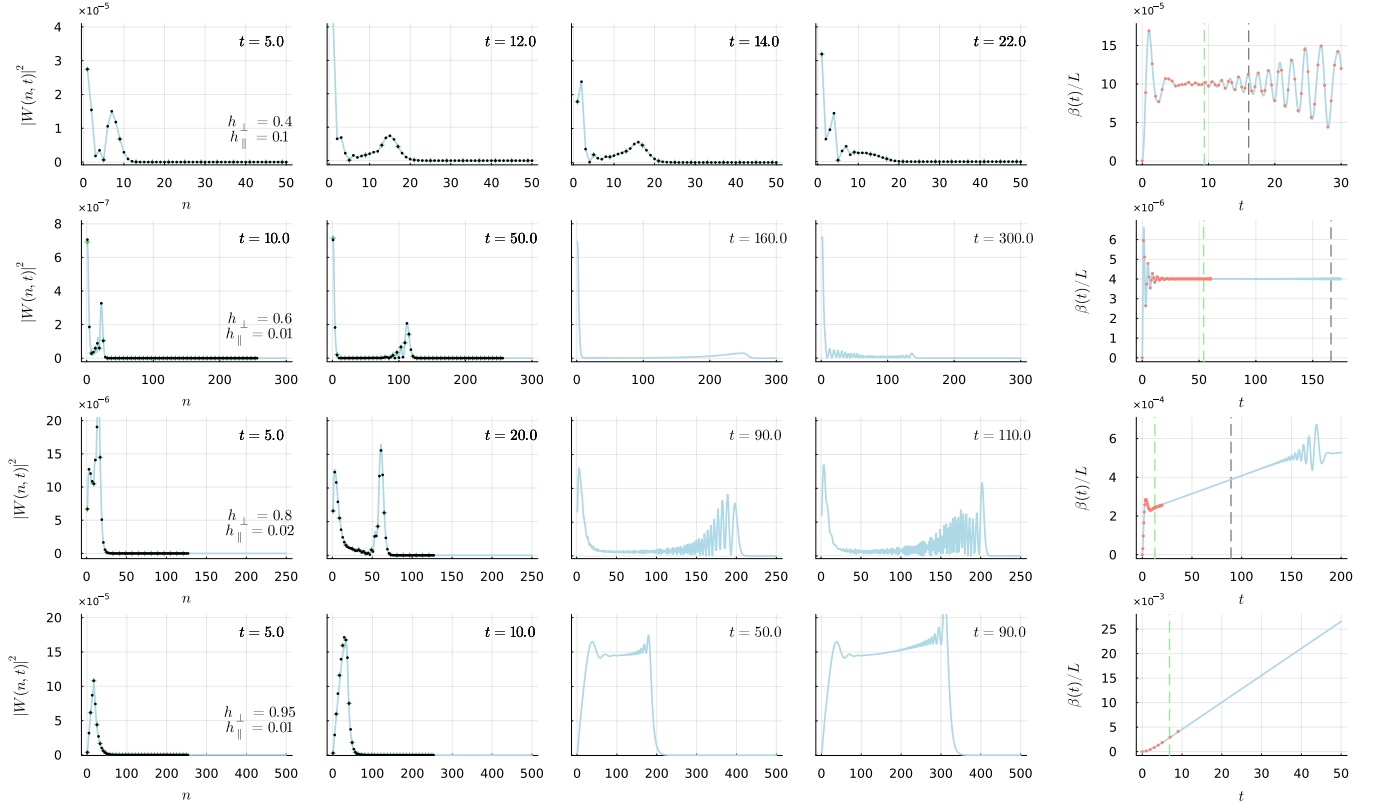 ×10⁻⁵
|W(n, t)|²
4
3
2
1
0
0 10 20 30 40 50
n
t = 5.0
h⊥ = 0.4
h∥ = 0.1
t = 12.0
0 10 20 30 40 50
t = 14.0
0 10 20 30 40 50
t = 22.0
0 10 20 30 40 50
×10⁻⁵
β(t)/L
15
10
5
0
0 10 20 30
t
×10⁻⁷
|W(n, t)|²
8
6
4
2
0
0 100 200 300
n
t = 10.0
h⊥ = 0.6
h∥ = 0.01
t = 50.0
0 100 200 300
t = 160.0
0 100 200 300
t = 300.0
0 100 200 300
×10⁻⁶
β(t)/L
6
5
4
3
2
1
0
0 50 100 150
t
×10⁻⁶
|W(n, t)|²
20
15
10
5
0
0 50 100 150 200 250
n
t = 5.0
h⊥ = 0.8
h∥ = 0.02
t = 20.0
0 50 100 150 200 250
t = 90.0
0 50 100 150 200 250
t = 110.0
0 50 100 150 200 250
×10⁻⁴
β(t)/L
6
4
2
0
0 50 100 150 200
t
×10⁻⁵
|W(n, t)|²
20
15
10
5
0
0 100 200 300 400 500
n
t = 5.0
h⊥ = 0.95
h∥ = 0.01
t = 10.0
0 100 200 300 400 500
t = 50.0
0 100 200 300 400 500
t = 90.0
0 100 200 300 400 500
×10⁻³
β(t)/L
25
20
15
10
5
0
0 10 20 30 40 50
t